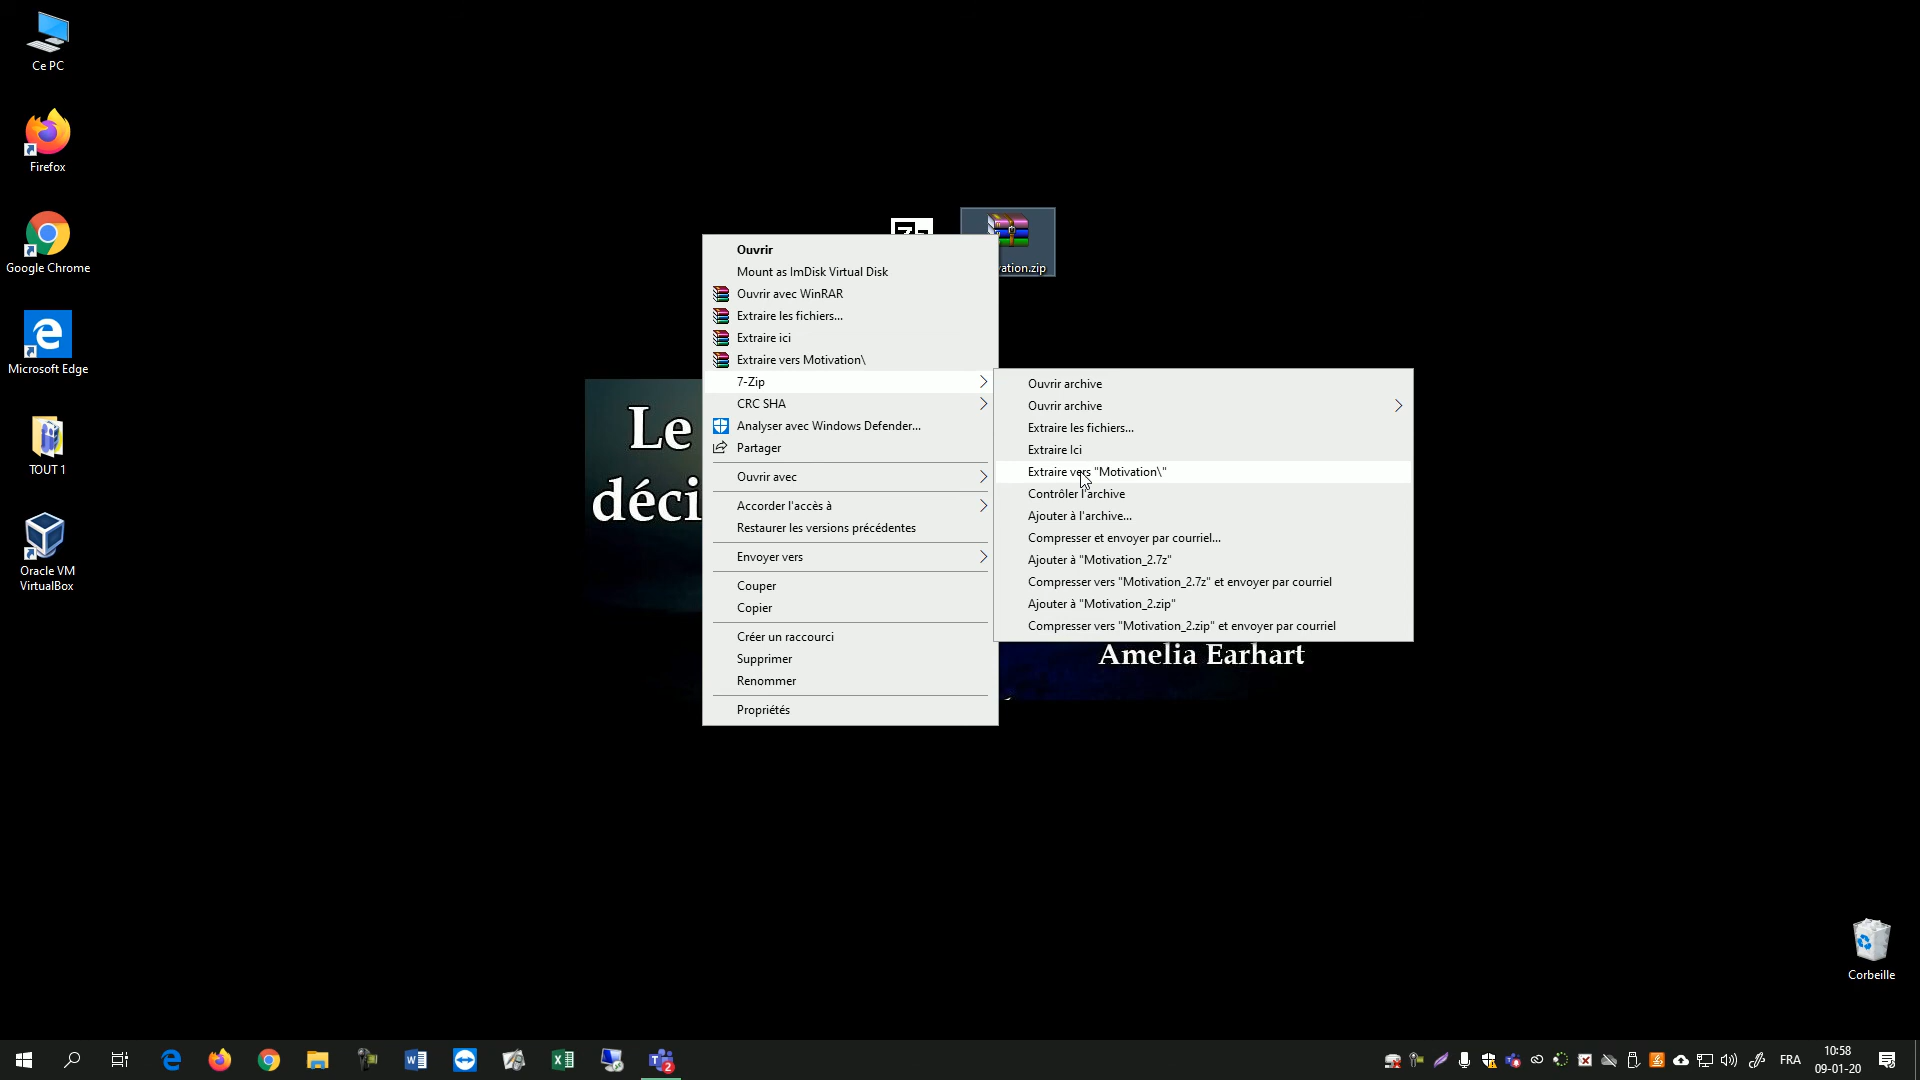 Ce PC
Firefox
Google Chrome
Microsoft Edge
TOUT 1
Oracle VM
VirtualBox
7z
ation.zip
Le
déci
Ouvrir
Mount as ImDisk Virtual Disk
Ouvrir avec WinRAR
Extraire les fichiers...
Extraire ici
Extraire vers Motivation\
7-Zip
CRC SHA
Analyser avec Windows Defender...
Partager
Ouvrir avec
Accorder l'accès à
Restaurer les versions précédentes
Envoyer vers
Couper
Copier
Créer un raccourci
Supprimer
Renommer
Propriétés
Ouvrir archive
Ouvrir archive
Extraire les fichiers...
Extraire Ici
Extraire vers "Motivation\"
Contrôler l'archive
Ajouter à l'archive...
Compresser et envoyer par courriel...
Ajouter à "Motivation_2.7z"
Compresser vers "Motivation_2.7z" et envoyer par courriel
Ajouter à "Motivation_2.zip"
Compresser vers "Motivation_2.zip" et envoyer par courriel
Amelia Earhart
Corbeille
2
FRA
10:58
09-01-20